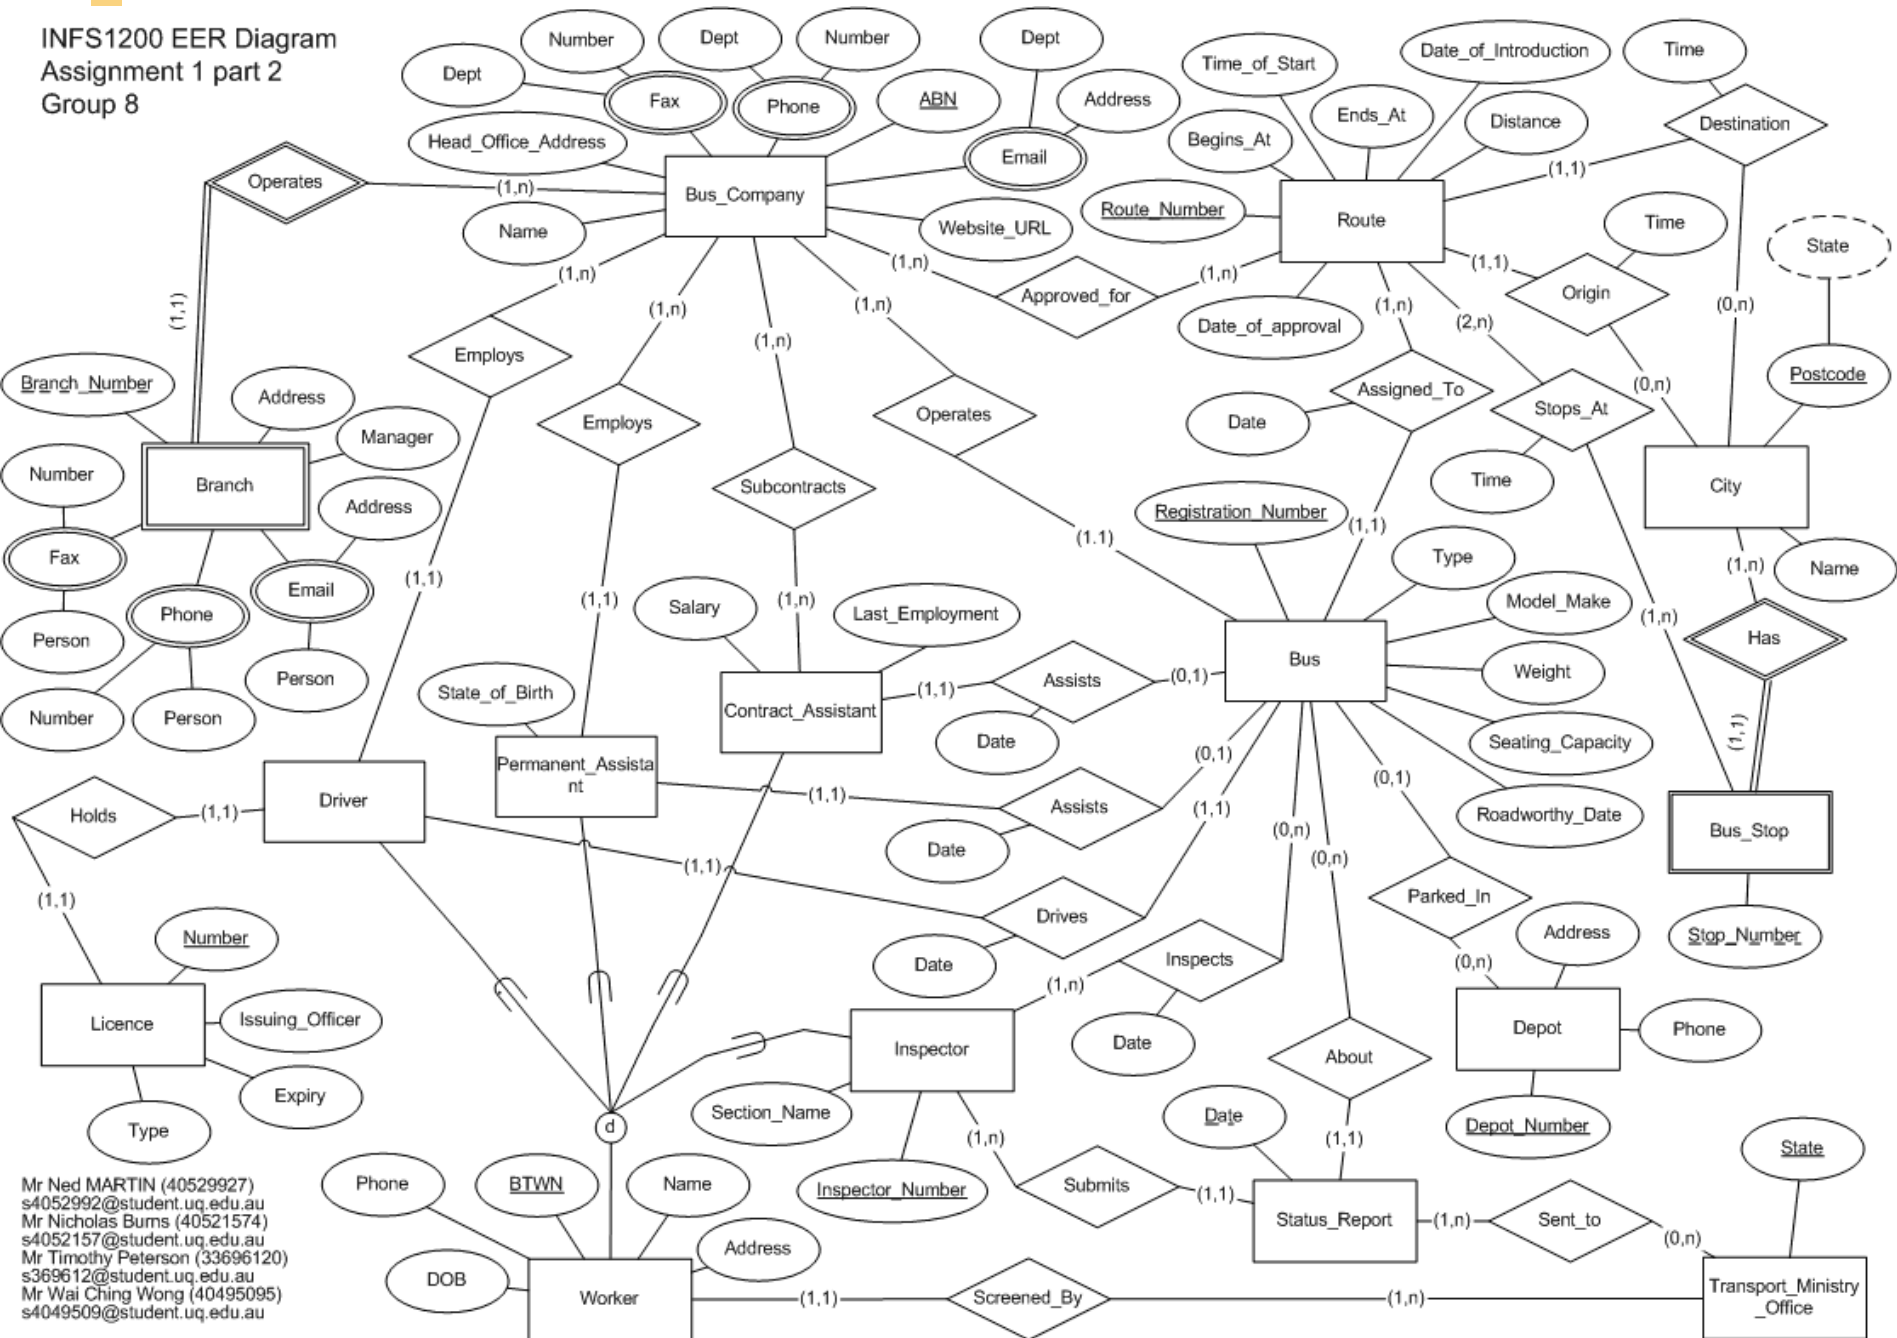 INFS1200 EER Diagram
Assignment 1 part 2
Group 8
Number
Dept
Number
Dept
Dept
Fax
Phone
ABN
Address
Email
Head_Office_Address
Operates
(1,n)
Bus_Company
Name
Website_URL
Time_of_Start
Date_of_Introduction
Time
Ends_At
Distance
Destination
Begins_At
(1,1)
Route_Number
Route
Time
State
(1,n)
(1,n)
(1,n)
(1,1)
Approved_for
Origin
(1,n)
(1,n)
(1,n)
(0,n)
(1,1)
Date_of_approval
(2,n)
(1,n)
Employs
Branch_Number
Address
Postcode
(0,n)
Assigned_To
Stops_At
Employs
Operates
Date
Manager
Number
Branch
Subcontracts
Time
City
Address
Registration_Number
(1,1)
(1.1)
Fax
Type
(1,n)
Name
(1,1)
Email
(1,1)
(1,n)
Salary
Last_Employment
Model_Make
Phone
(1,n)
Has
Person
Bus
Weight
Person
State_of_Birth
Contract_Assistant
(1,1)
Assists
(0,1)
Number
Person
Date
(0,1)
Seating_Capacity
(1,1)
Permanent_Assista
nt
(0,1)
Driver
(1,1)
Assists
(1,1)
Roadworthy_Date
Holds
(1,1)
Date
(0,n)
(0,n)
Bus_Stop
(1,1)
Parked_In
(1,1)
Drives
Number
Address
Stop_Number
Date
Inspects
(0,n)
(1,n)
Licence
Issuing_Officer
Depot
Phone
Inspector
Date
About
Expiry
Section_Name
Date
Type
d
(1,n)
(1,1)
Depot_Number
State
Phone
BTWN
Name
Inspector_Number
Submits
(1,1)
Status_Report
(1,n)
Sent_to
(0,n)
Address
DOB
Worker
(1,1)
Screened_By
(1,n)
Transport_Ministry
_Office
Mr Ned MARTIN (40529927)
s4052992@student.uq.edu.au
Mr Nicholas Burns (40521574)
s4052157@student.uq.edu.au
Mr Timothy Peterson (33696120)
s369612@student.uq.edu.au
Mr Wai Ching Wong (40495095)
s4049509@student.uq.edu.au